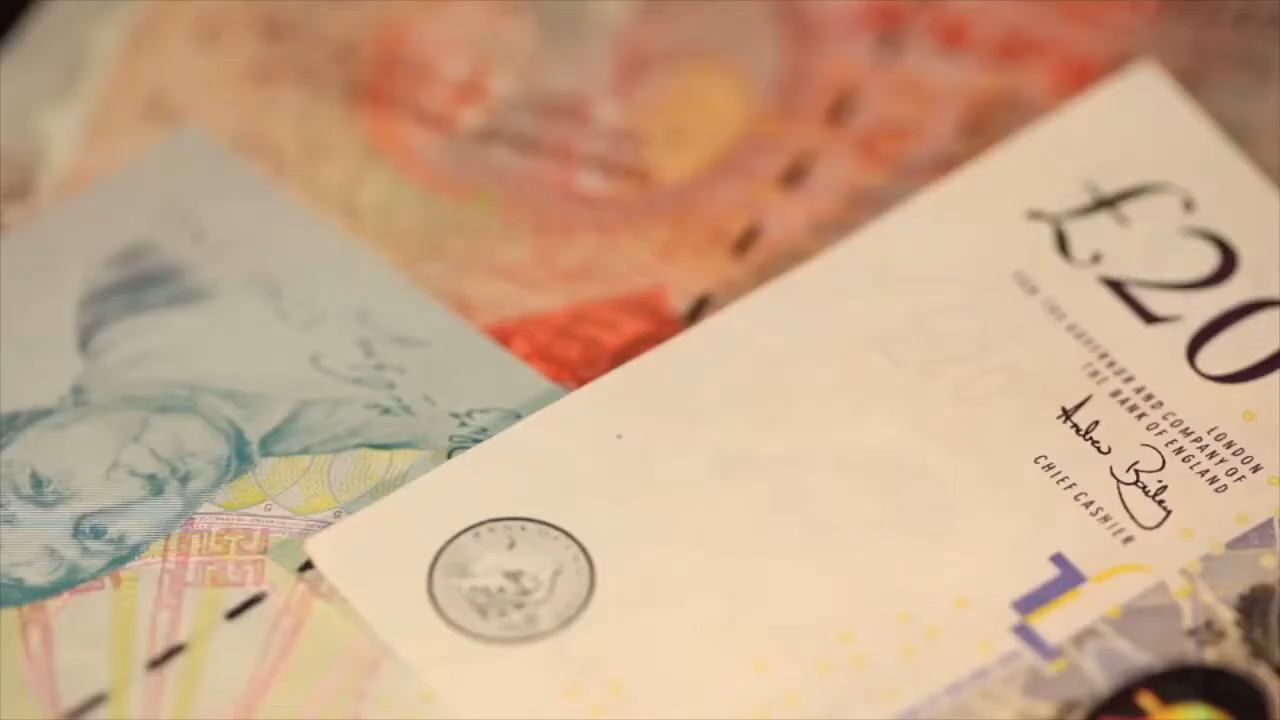 £20
FOR THE GOVERNOR AND COMPANY OF
THE BANK OF ENGLAND
LONDON
Andrew Bailey
CHIEF CASHIER